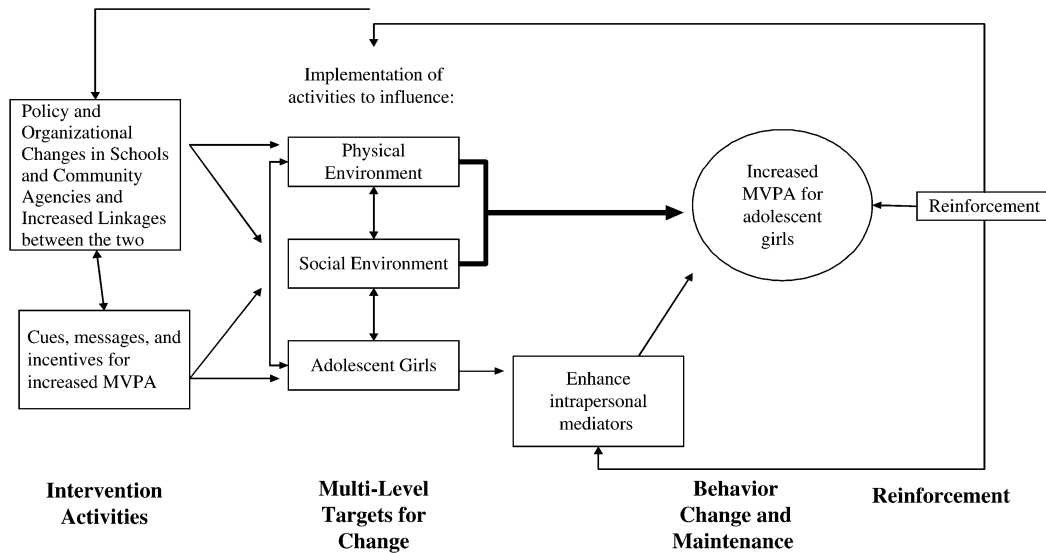 Implementation of
activities to influence:
Policy and
Organizational
Changes in Schools
and Community
Agencies and
Increased Linkages
between the two
Cues, messages, and
incentives for
increased MVPA
Physical
Environment
Social Environment
Adolescent Girls
Enhance
intrapersonal
mediators
Increased
MVPA for
adolescent
girls
Reinforcement
Intervention
Activities
Multi-Level
Targets for
Change
Behavior
Change and
Maintenance
Reinforcement